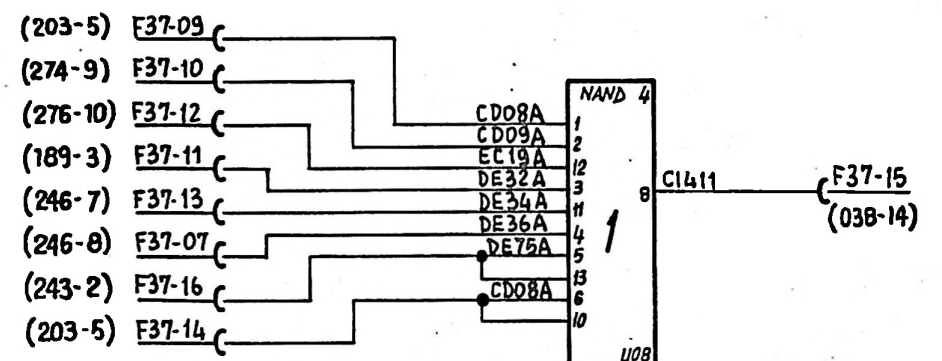 (203-5) F37-09
(274-9) F37-10
(276-10) F37-12
(189-3) F37-11
(246-7) F37-13
(246-8) F37-07
(243-2) F37-16
(203-5) F37-14
NAND 4
CD08A 1
CD09A 2
EC19A 12
DE32A 3
DE34A 11
DE36A 4
DE75A 5
13
CD08A 6
10
1
8 CI411 F37-15
(03B-14)
U08